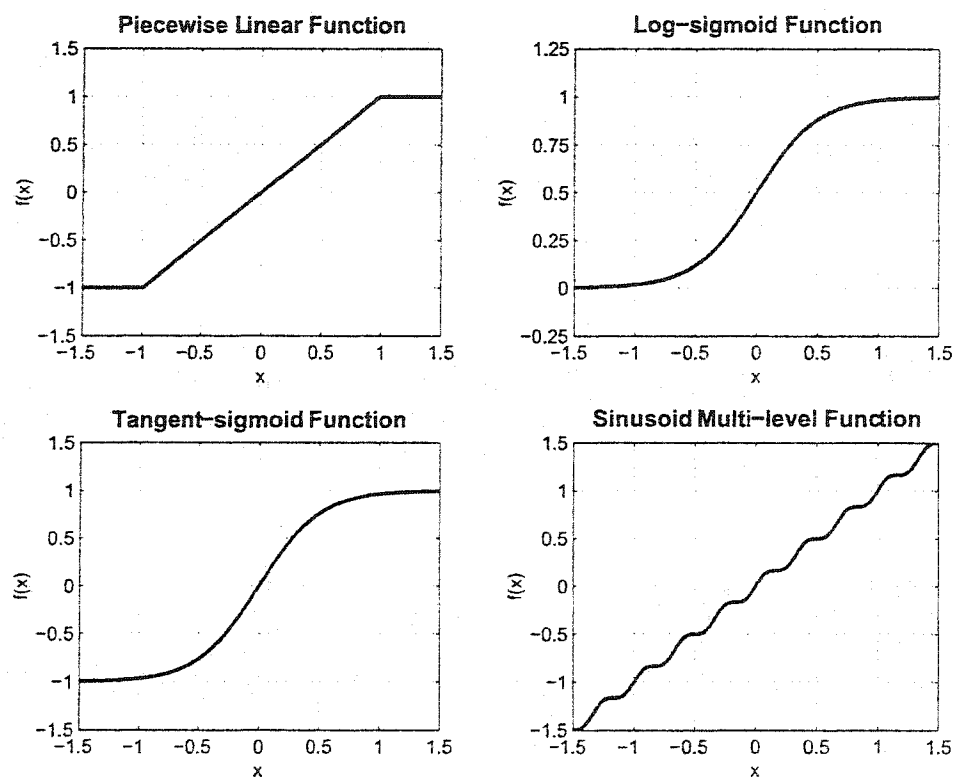 Piecewise Linear Function
1.5
1
0.5
0
−0.5
−1
−1.5
f(x)
−1.5 −1 −0.5 0 0.5 1 1.5
x
Log−sigmoid Function
1.25
1
0.75
0.5
0.25
0
−0.25
f(x)
−1.5 −1 −0.5 0 0.5 1 1.5
x
Tangent−sigmoid Function
1.5
1
0.5
0
−0.5
−1
−1.5
f(x)
−1.5 −1 −0.5 0 0.5 1 1.5
x
Sinusoid Multi−level Function
1.5
1
0.5
0
−0.5
−1
−1.5
f(x)
−1.5 −1 −0.5 0 0.5 1 1.5
x